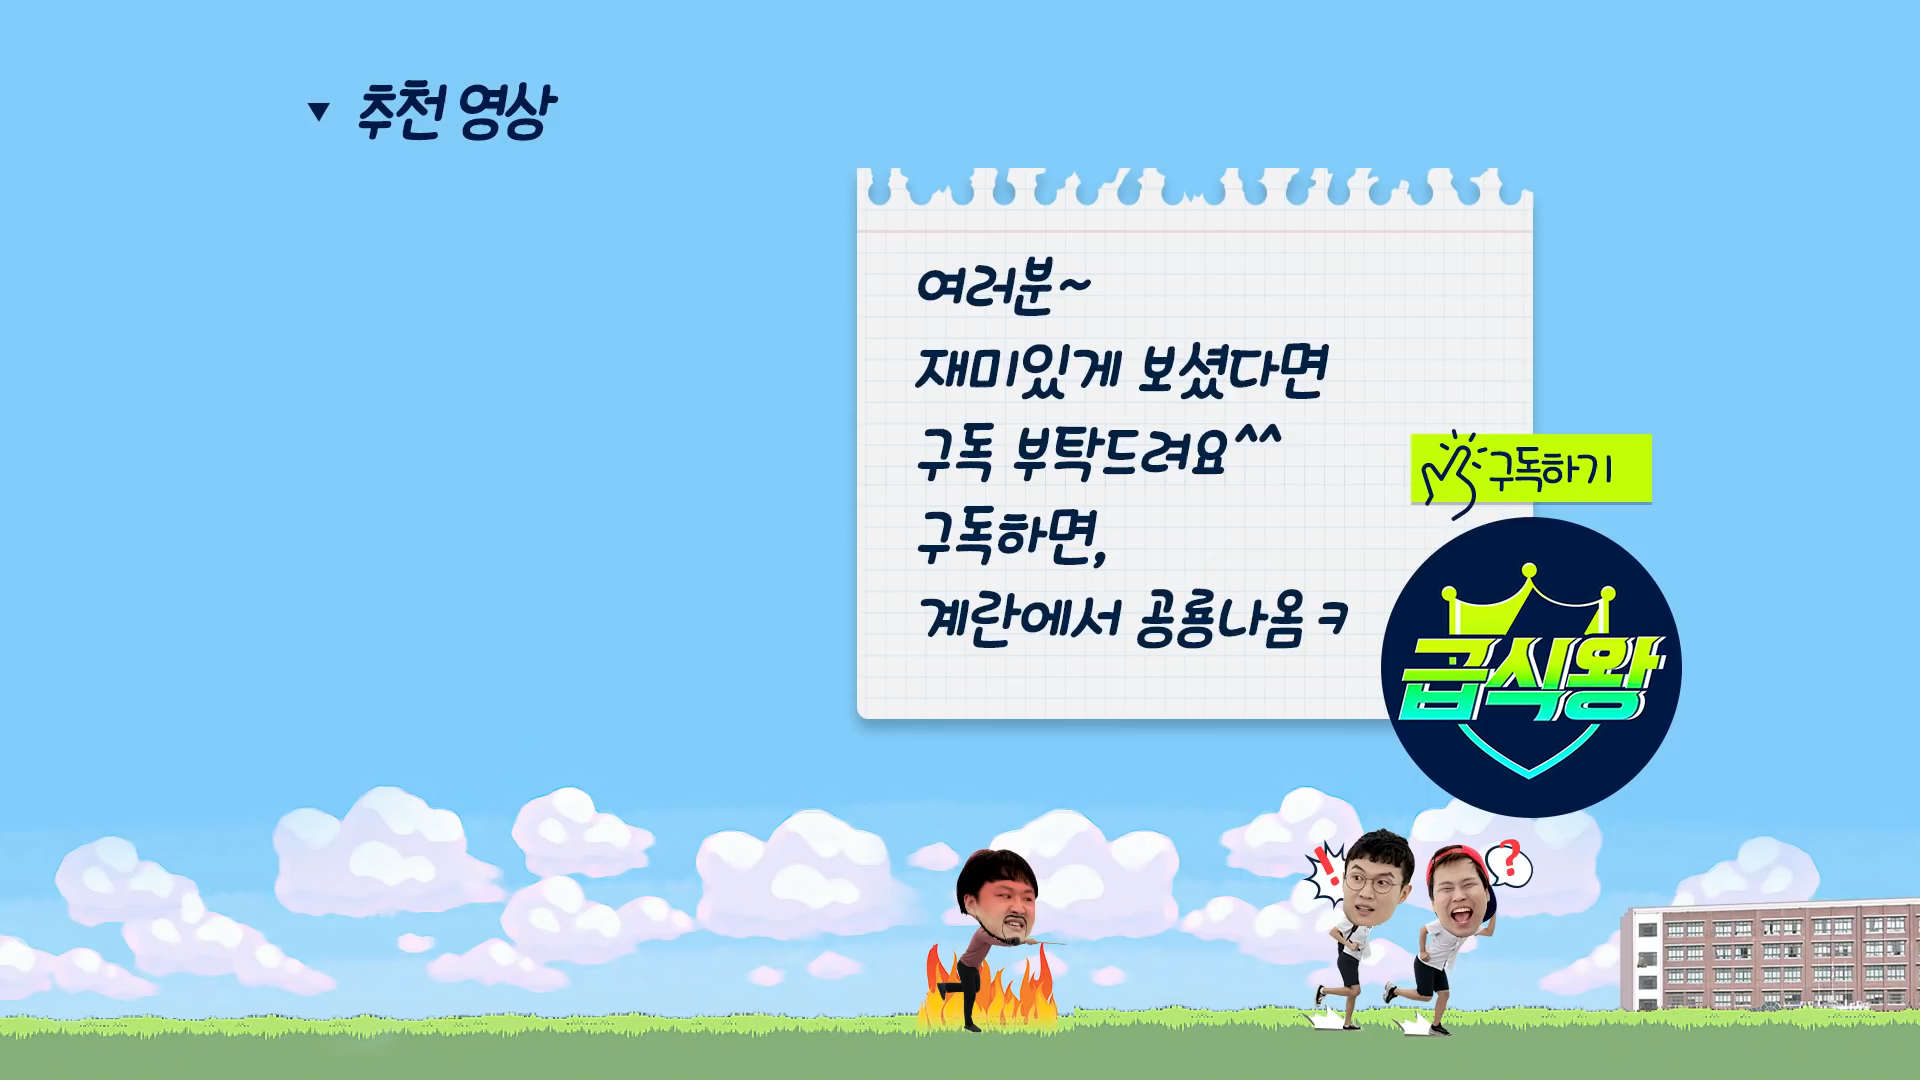 ▼ 추천 영상
여러분~
재미있게 보셨다면
구독 부탁드려요^^
구독하면,
계란에서 공룡나옴 ㅋ
구독하기
급식왕
!
?